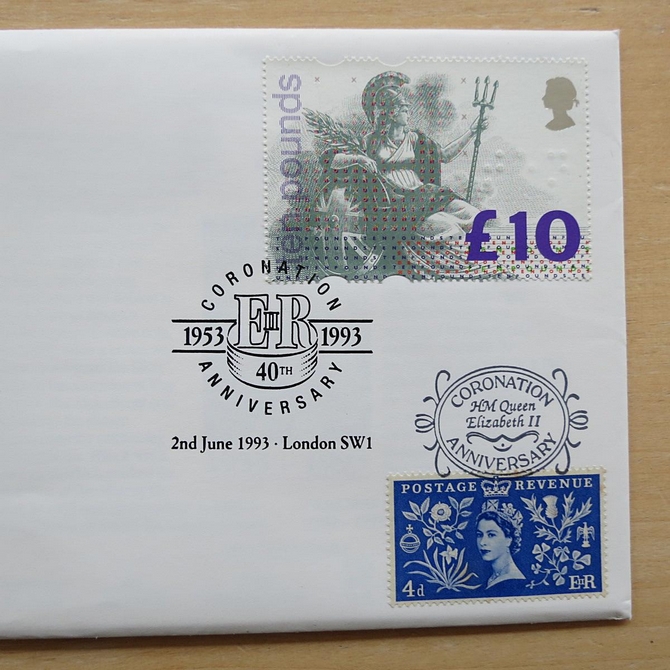 ten pounds
£10
CORONATION
1953 EIIR 1993
40TH
ANNIVERSARY
2nd June 1993 · London SW1
CORONATION
HM Queen
Elizabeth II
ANNIVERSARY
POSTAGE REVENUE
4d EIIR